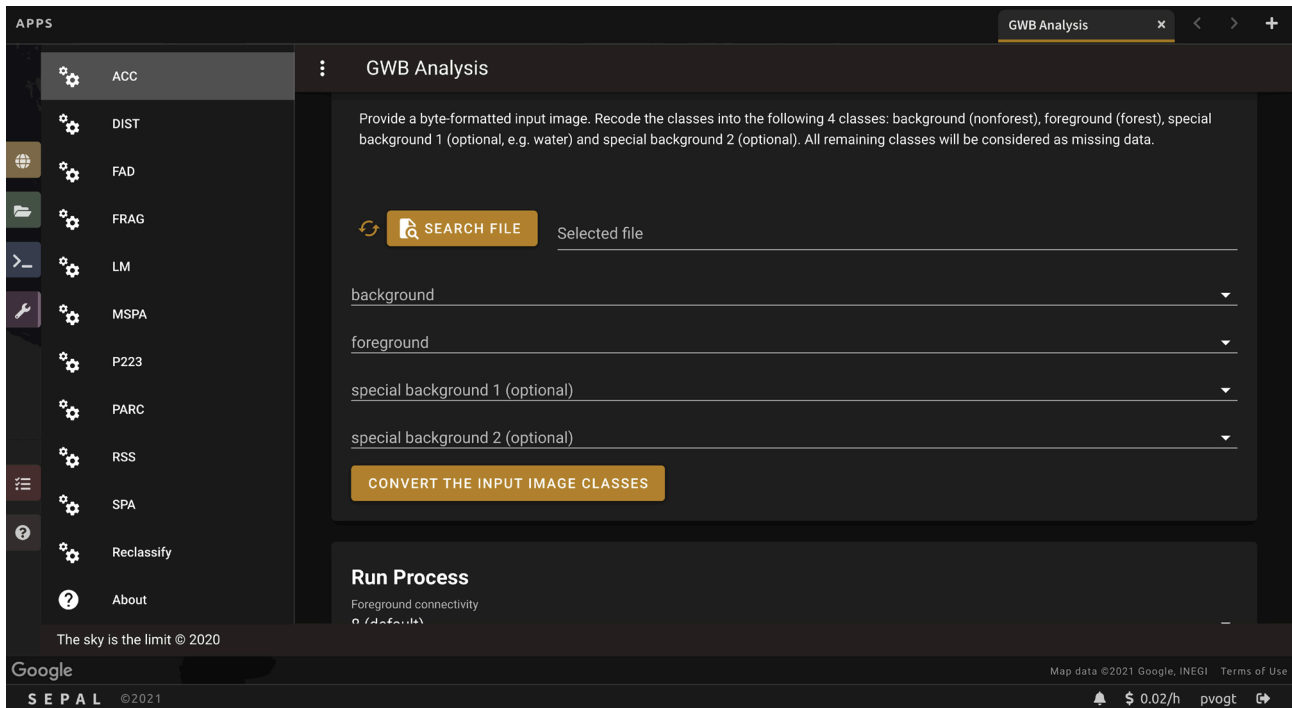 APPS
GWB Analysis
ACC
GWB Analysis
DIST
FAD
FRAG
LM
MSPA
P223
PARC
RSS
SPA
Reclassify
About
Provide a byte-formatted input image. Recode the classes into the following 4 classes: background (nonforest), foreground (forest), special
background 1 (optional, e.g. water) and special background 2 (optional). All remaining classes will be considered as missing data.
SEARCH FILE
Selected file
background
foreground
special background 1 (optional)
special background 2 (optional)
CONVERT THE INPUT IMAGE CLASSES
Run Process
Foreground connectivity
8 (default)
The sky is the limit © 2020
Google
Map data ©2021 Google, INEGI Terms of Use
SEPAL ©2021
$ 0.02/h pvogt